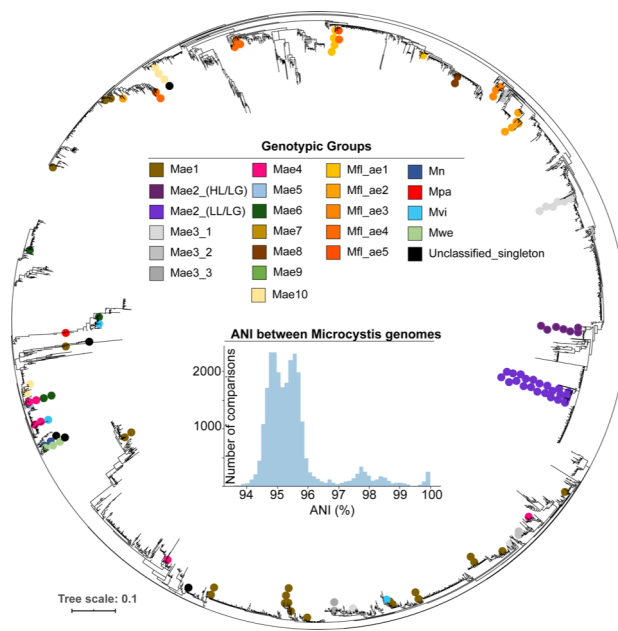 Genotypic Groups
Mae1 Mae4 Mfl_ae1 Mn
Mae2_(HL/LG) Mae5 Mfl_ae2 Mpa
Mae2_(LL/LG) Mae6 Mfl_ae3 Mvi
Mae3_1 Mae7 Mfl_ae4 Mwe
Mae3_2 Mae8 Mfl_ae5 Unclassified_singleton
Mae3_3 Mae9
Mae10
ANI between Microcystis genomes
Number of comparisons
2000
1000
94 95 96 97 98 99 100
ANI (%)
Tree scale: 0.1